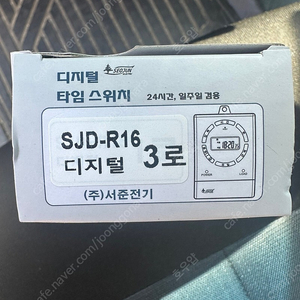 SEOJUN
디지털
타임 스위치 24시간, 일주일 겸용
SJD-R16
디지털 3로
(주)서준전기